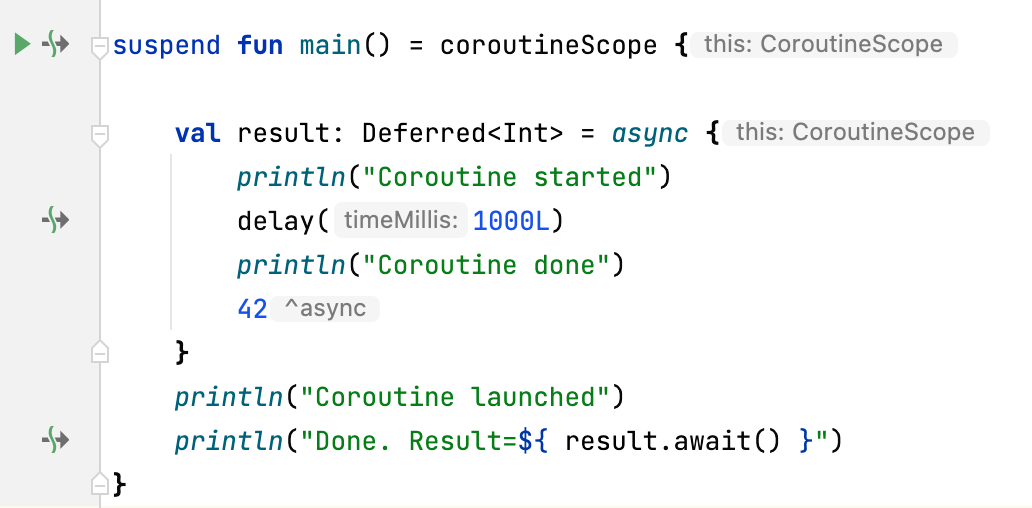 suspend fun main() = coroutineScope { this: CoroutineScope
val result: Deferred<Int> = async { this: CoroutineScope
println("Coroutine started")
delay( timeMillis: 1000L)
println("Coroutine done")
42 ^async
}
println("Coroutine launched")
println("Done. Result=${ result.await() }")
}